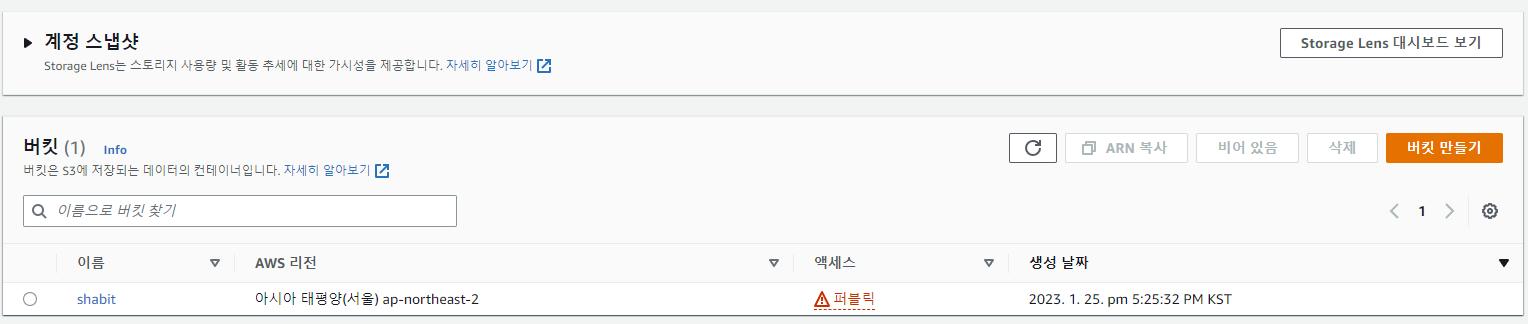 계정 스냅샷
Storage Lens는 스토리지 사용량 및 활동 추세에 대한 가시성을 제공합니다. 자세히 알아보기
Storage Lens 대시보드 보기
버킷 (1) Info
버킷은 S3에 저장되는 데이터의 컨테이너입니다. 자세히 알아보기
ARN 복사 비어 있음 삭제 버킷 만들기
이름으로 버킷 찾기
1
이름 AWS 리전 액세스 생성 날짜
shabit 아시아 태평양(서울) ap-northeast-2 퍼블릭 2023. 1. 25. pm 5:25:32 PM KST